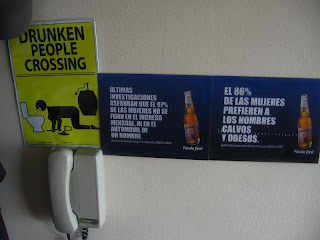 DRUNKEN
PEOPLE
CROSSING
ÚLTIMAS
INVESTIGACIONES
ASEGURAN QUE EL 97%
DE LAS MUJERES NO SE
FIJAN EN EL INGRESO
MENSUAL, NI EN EL
AUTOMÓVIL DE
UN HOMBRE.
EL 86%
DE LAS MUJERES
PREFIEREN A
LOS HOMBRES
CALVOS
Y OBESOS.